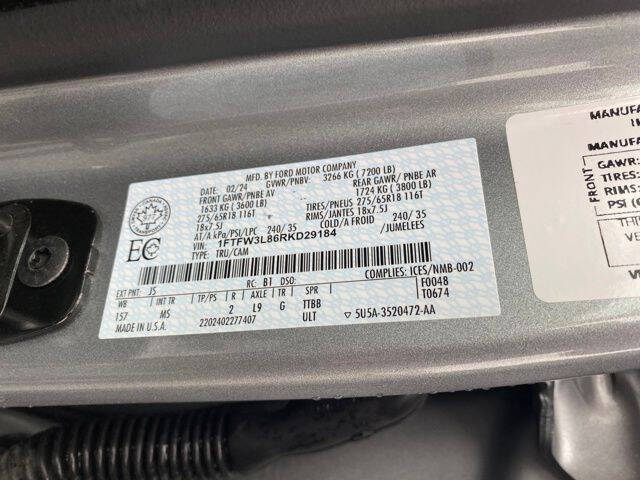 MFD. BY FORD MOTOR COMPANY
DATE: 02/24 GVWR/PNBV: 3266 KG ( 7200 LB)
FRONT GAWR/PNBE AV REAR GAWR/ PNBE AR
1633 KG ( 3600 LB) 1724 KG ( 3800 LB)
275/65R18 116T TIRES/PNEUS 275/65R18 116T
18x7.5J RIMS/JANTES 18x7.5J
AT/A kPa/PSI/LPC 240/ 35 COLD/A FROID 240/ 35
EC 1FTFW3L86RKD29184 /JUMELEES
TYPE: TRU/CAM
EXT PNT: JS RC: B1 DSO: COMPLIES: ICES/NMB-002
WB INT TR TP/PS R AXLE TR SPR F0048
157 MS 2 L9 G TTBB T0674
MADE IN U.S.A. 2202402277407 ULT ▽ 5U5A-3520472-AA
MANUFA
MANUFA
FRONT
GAWR:
TIRES:
RIMS
PSI (